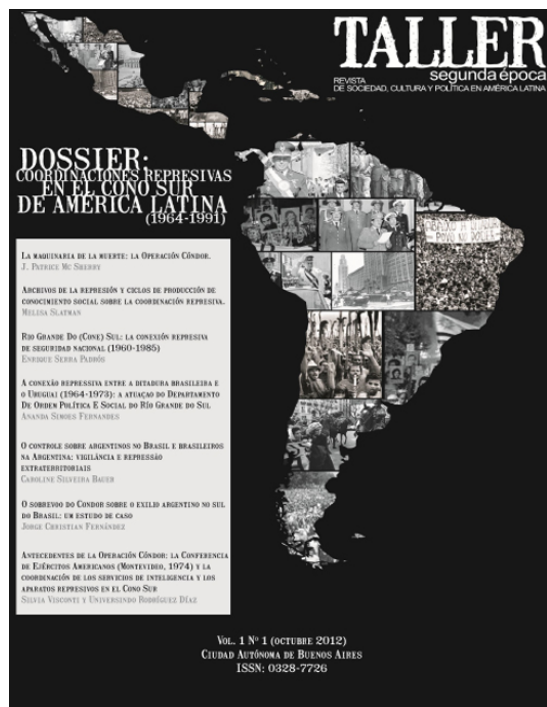 TALLER
segunda época
REVISTA
DE SOCIEDAD, CULTURA Y POLÍTICA EN AMÉRICA LATINA
DOSSIER:
COORDINACIONES REPRESIVAS
EN EL CONO SUR
DE AMÉRICA LATINA
(1964-1991)
La maquinaria de la muerte: la Operación Cóndor.
J. Patrice Mc Sherry
Archivos de la represión y ciclos de producción de
conocimiento social sobre la coordinación represiva.
Melisa Slatman
Rio Grande Do (Cone) Sul: la conexión represiva
de seguridad nacional (1960-1985)
Enrique Serra Padrós
A conexão repressiva entre a ditadura brasileira e
o Uruguai (1964-1973): a atuaçao do Departamento
De Ordem Política E Social do Río Grande do Sul
Ananda Simoes Fernandes
O controle sobre argentinos no Brasil e brasileiros
na Argentina: vigilância e repressão
extraterritoriais
Caroline Silveira Bauer
O sobrevoo do Condor sobre o exilio argentino no sul
do Brasil: um estudo de caso
Jorge Christian Fernández
Antecedentes de la Operación Cóndor: la Conferencia
de Ejércitos Americanos (Montevideo, 1974) y la
coordinación de los servicios de inteligencia y los
aparatos represivos en el Cono Sur
Silvia Visconti y Universindo Rodríguez Díaz
Vol. 1 Nº 1 (octubre 2012)
Ciudad Autónoma de Buenos Aires
ISSN: 0328-7726